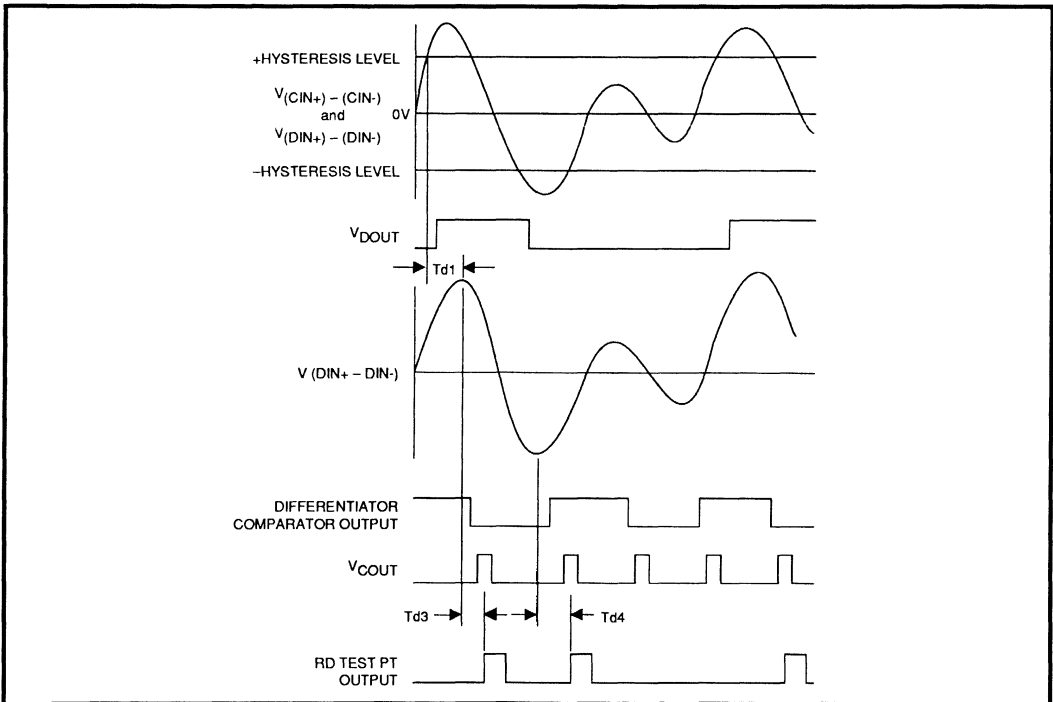 +HYSTERESIS LEVEL
V(CIN+) – (CIN-)
and
0V
V(DIN+) – (DIN-)
–HYSTERESIS LEVEL
VDOUT
Td1
V (DIN+ – DIN-)
DIFFERENTIATOR
COMPARATOR OUTPUT
VCOUT
Td3
Td4
RD TEST PT
OUTPUT